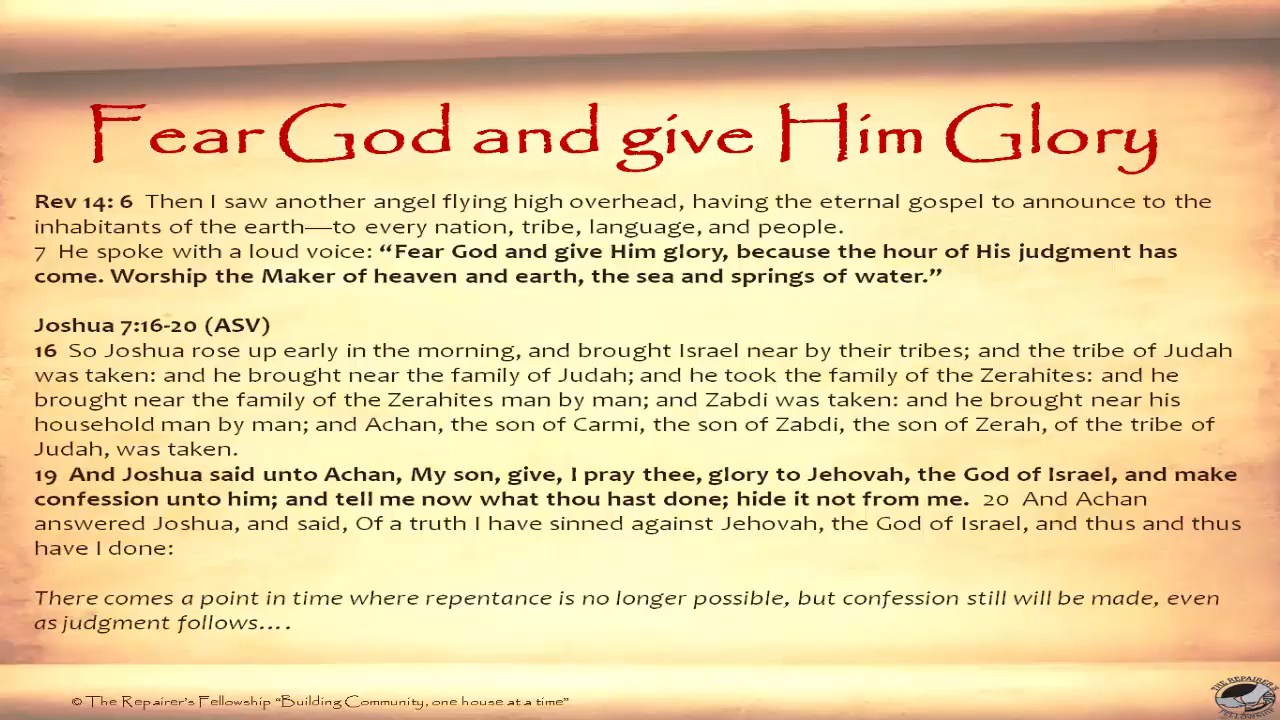 Fear God and give Him Glory
Rev 14: 6  Then I saw another angel flying high overhead, having the eternal gospel to announce to the
inhabitants of the earth—to every nation, tribe, language, and people.
7  He spoke with a loud voice: “Fear God and give Him glory, because the hour of His judgment has
come. Worship the Maker of heaven and earth, the sea and springs of water.”
Joshua 7:16-20 (ASV)
16  So Joshua rose up early in the morning, and brought Israel near by their tribes; and the tribe of Judah
was taken: and he brought near the family of Judah; and he took the family of the Zerahites: and he
brought near the family of the Zerahites man by man; and Zabdi was taken: and he brought near his
household man by man; and Achan, the son of Carmi, the son of Zabdi, the son of Zerah, of the tribe of
Judah, was taken.
19  And Joshua said unto Achan, My son, give, I pray thee, glory to Jehovah, the God of Israel, and make
confession unto him; and tell me now what thou hast done; hide it not from me.  20  And Achan
answered Joshua, and said, Of a truth I have sinned against Jehovah, the God of Israel, and thus and thus
have I done:
There comes a point in time where repentance is no longer possible, but confession still will be made, even
as judgment follows….
© The Repairer’s Fellowship “Building Community, one house at a time”
THE REPAIRER'S
FELLOWSHIP